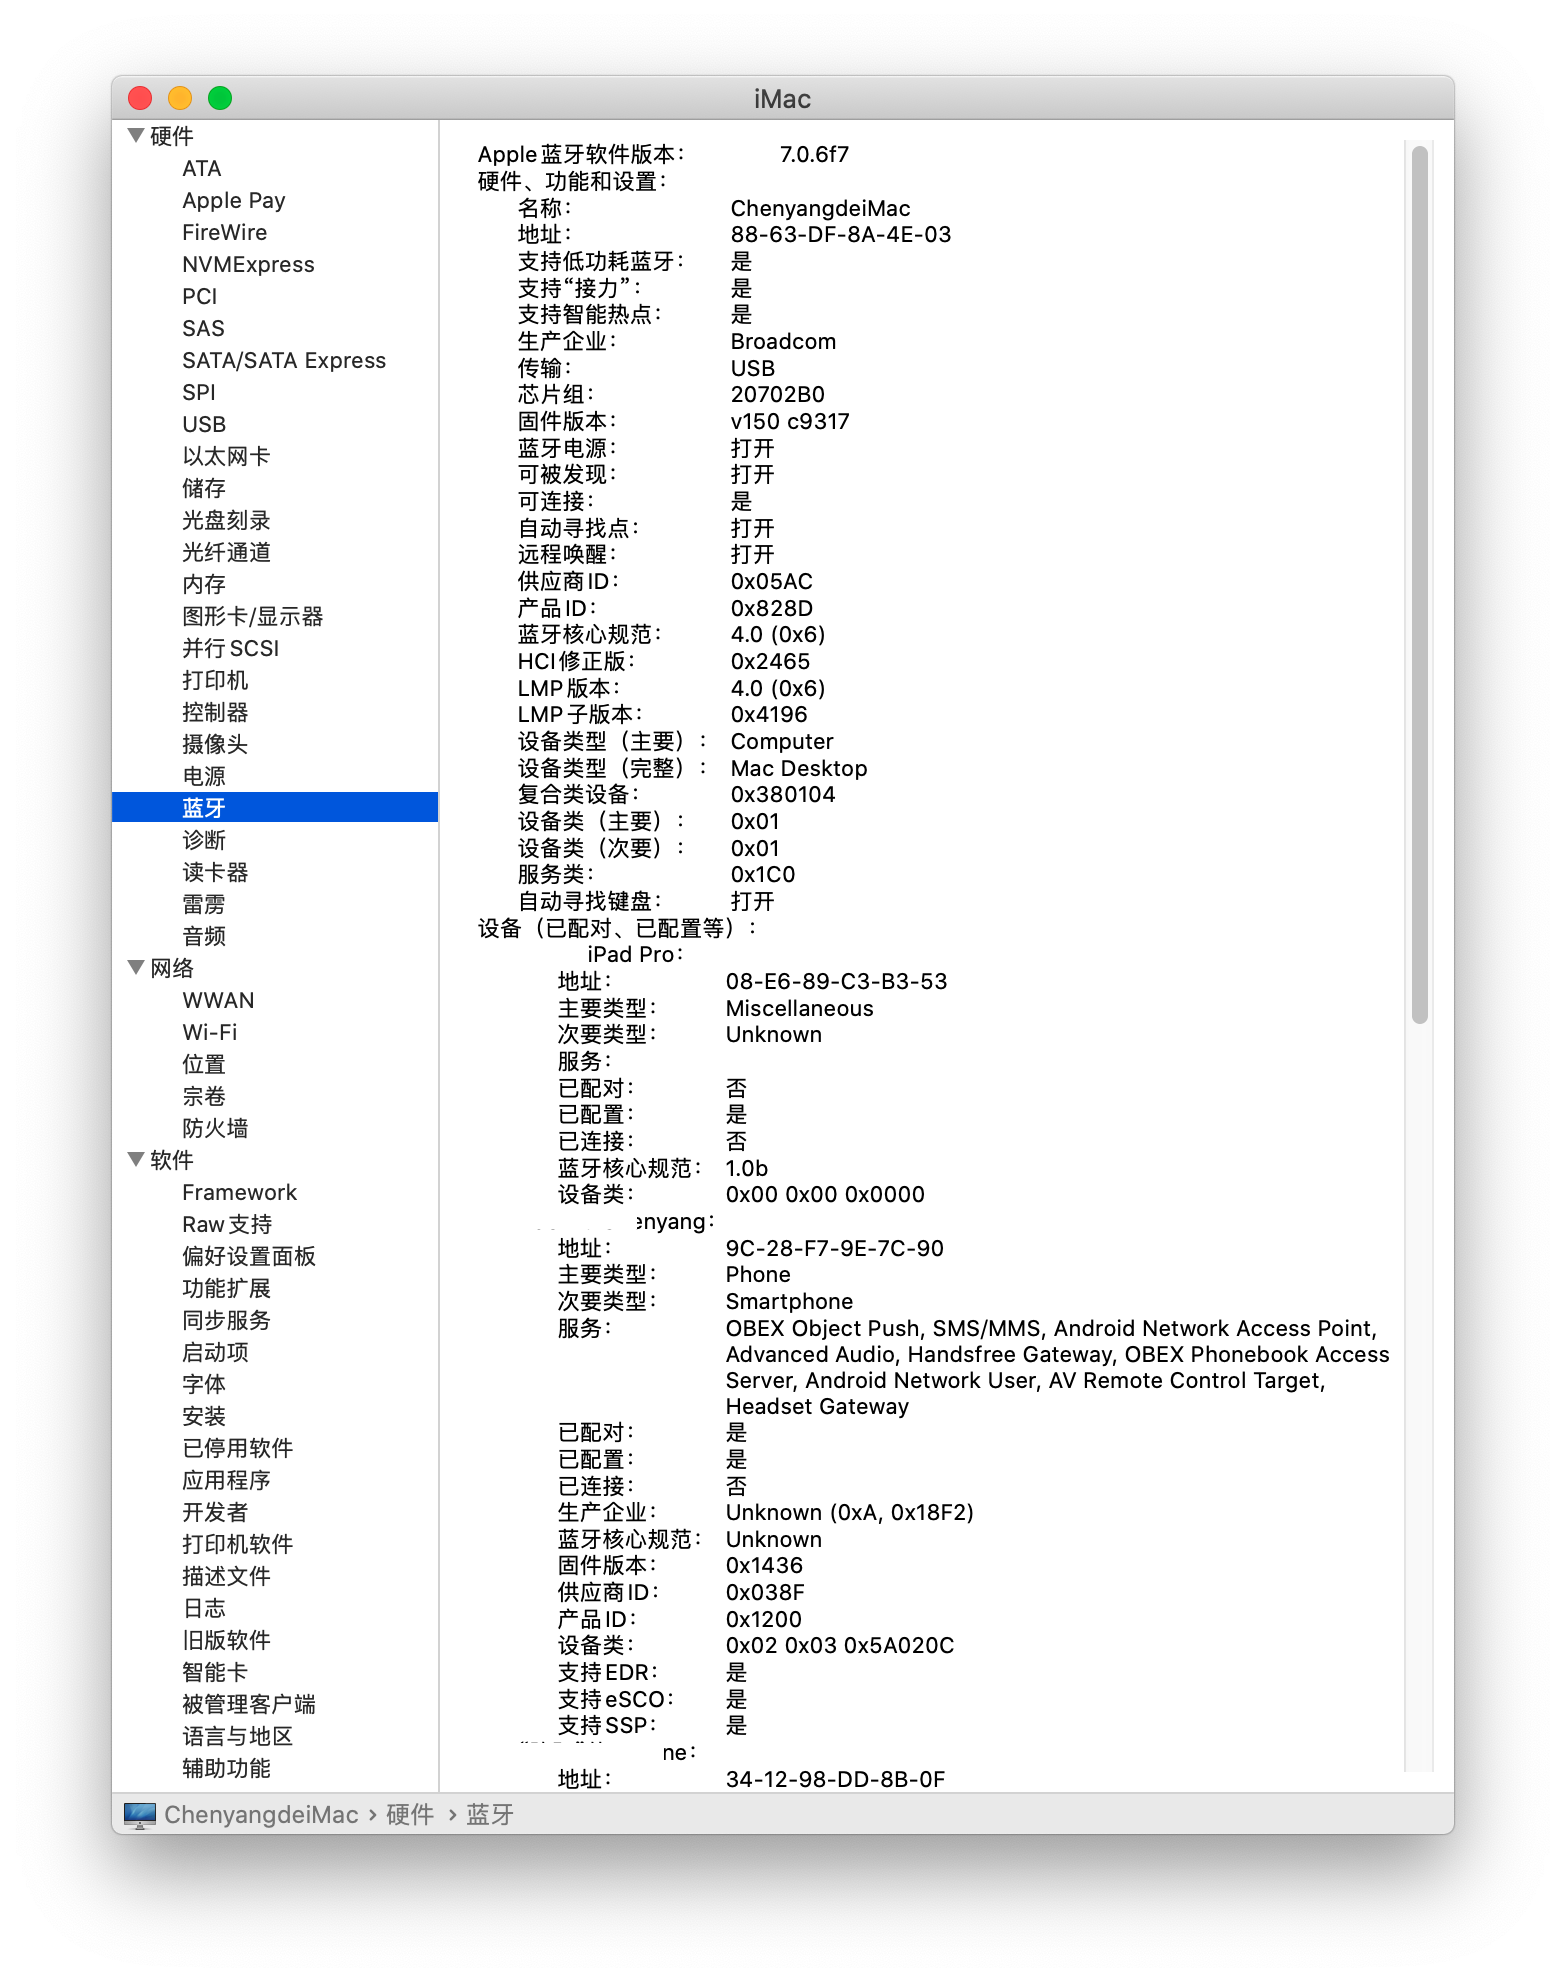 iMac
硬件
ATA
Apple Pay
FireWire
NVMExpress
PCI
SAS
SATA/SATA Express
SPI
USB
以太网卡
储存
光盘刻录
光纤通道
内存
图形卡/显示器
并行 SCSI
打印机
控制器
摄像头
电源
蓝牙
诊断
读卡器
雷雳
音频
网络
WWAN
Wi-Fi
位置
宗卷
防火墙
软件
Framework
Raw 支持
偏好设置面板
功能扩展
同步服务
启动项
字体
安装
已停用软件
应用程序
开发者
打印机软件
描述文件
日志
旧版软件
智能卡
被管理客户端
语言与地区
辅助功能
Apple 蓝牙软件版本： 7.0.6f7
硬件、功能和设置：
名称： ChenyangdeiMac
地址： 88-63-DF-8A-4E-03
支持低功耗蓝牙： 是
支持“接力”： 是
支持智能热点： 是
生产企业： Broadcom
传输： USB
芯片组： 20702B0
固件版本： v150 c9317
蓝牙电源： 打开
可被发现： 打开
可连接： 是
自动寻找点： 打开
远程唤醒： 打开
供应商 ID： 0x05AC
产品 ID： 0x828D
蓝牙核心规范： 4.0 (0x6)
HCI 修正版： 0x2465
LMP 版本： 4.0 (0x6)
LMP 子版本： 0x4196
设备类型（主要）： Computer
设备类型（完整）： Mac Desktop
复合类设备： 0x380104
设备类（主要）： 0x01
设备类（次要）： 0x01
服务类： 0x1C0
自动寻找键盘： 打开
设备（已配对、已配置等）：
iPad Pro：
地址： 08-E6-89-C3-B3-53
主要类型： Miscellaneous
次要类型： Unknown
服务：
已配对： 否
已配置： 是
已连接： 否
蓝牙核心规范： 1.0b
设备类： 0x00 0x00 0x0000
enyang：
地址： 9C-28-F7-9E-7C-90
主要类型： Phone
次要类型： Smartphone
服务： OBEX Object Push, SMS/MMS, Android Network Access Point,
Advanced Audio, Handsfree Gateway, OBEX Phonebook Access
Server, Android Network User, AV Remote Control Target,
Headset Gateway
已配对： 是
已配置： 是
已连接： 否
生产企业： Unknown (0xA, 0x18F2)
蓝牙核心规范： Unknown
固件版本： 0x1436
供应商 ID： 0x038F
产品 ID： 0x1200
设备类： 0x02 0x03 0x5A020C
支持 EDR： 是
支持 eSCO： 是
支持 SSP： 是
ne：
地址： 34-12-98-DD-8B-0F
ChenyangdeiMac › 硬件 › 蓝牙